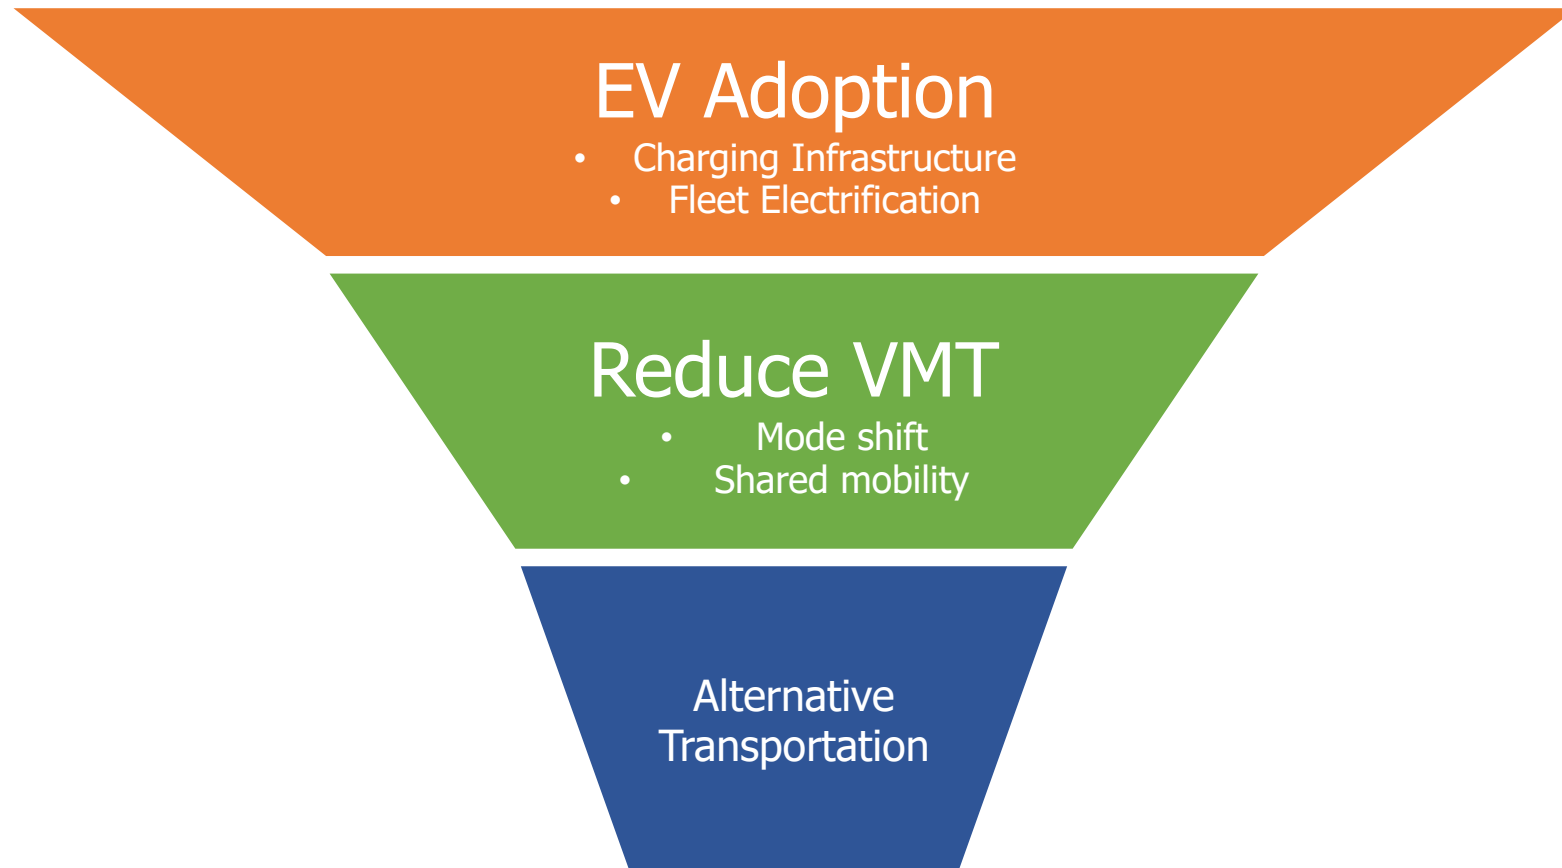 EV Adoption
• Charging Infrastructure
• Fleet Electrification
Reduce VMT
• Mode shift
• Shared mobility
Alternative
Transportation